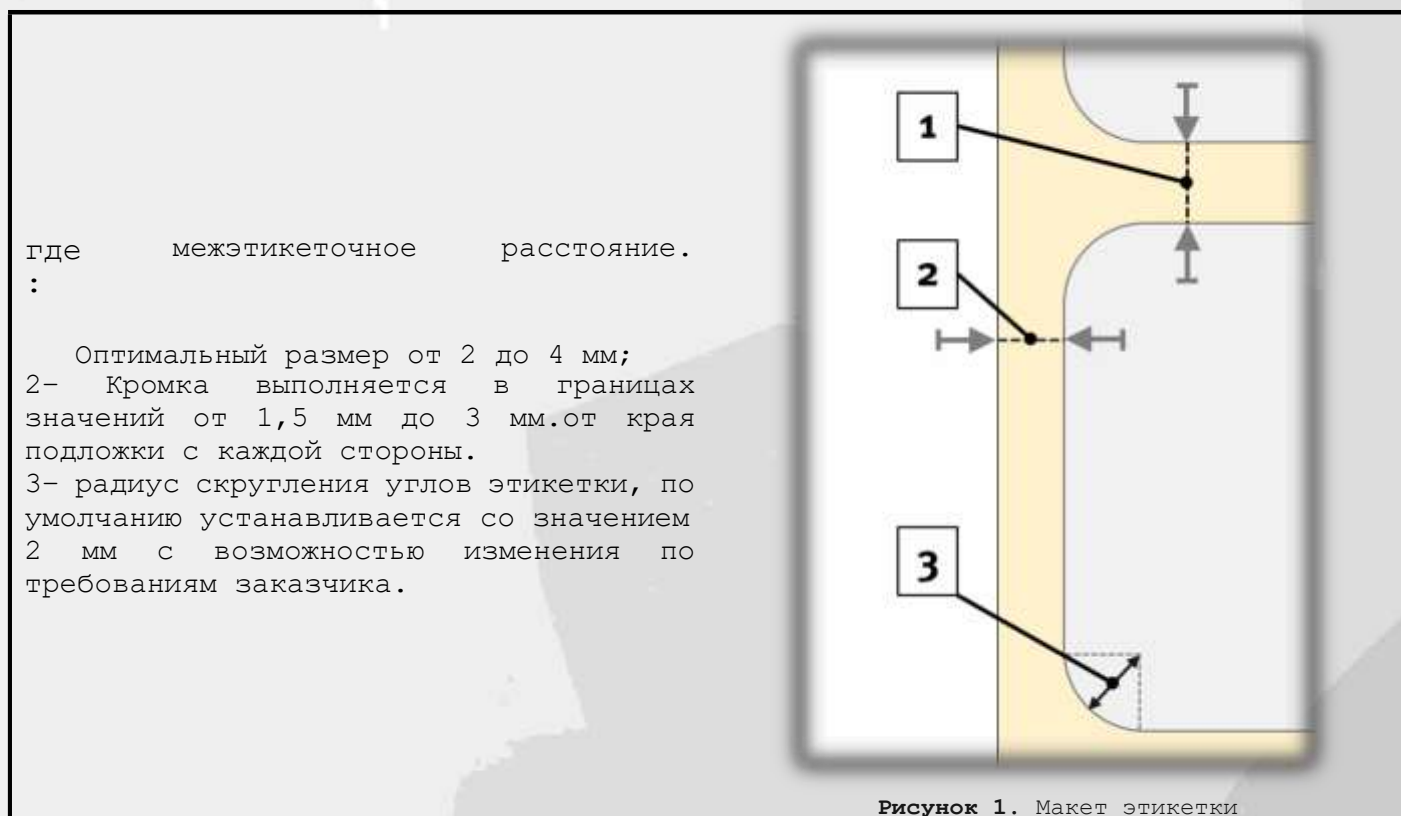 где межэтикеточное расстояние.
:
Оптимальный размер от 2 до 4 мм;
2– Кромка выполняется в границах
значений от 1,5 мм до 3 мм.от края
подложки с каждой стороны.
3– радиус скругления углов этикетки, по
умолчанию устанавливается со значением
2 мм с возможностью изменения по
требованиям заказчика.
1
2
3
Рисунок 1. Макет этикетки